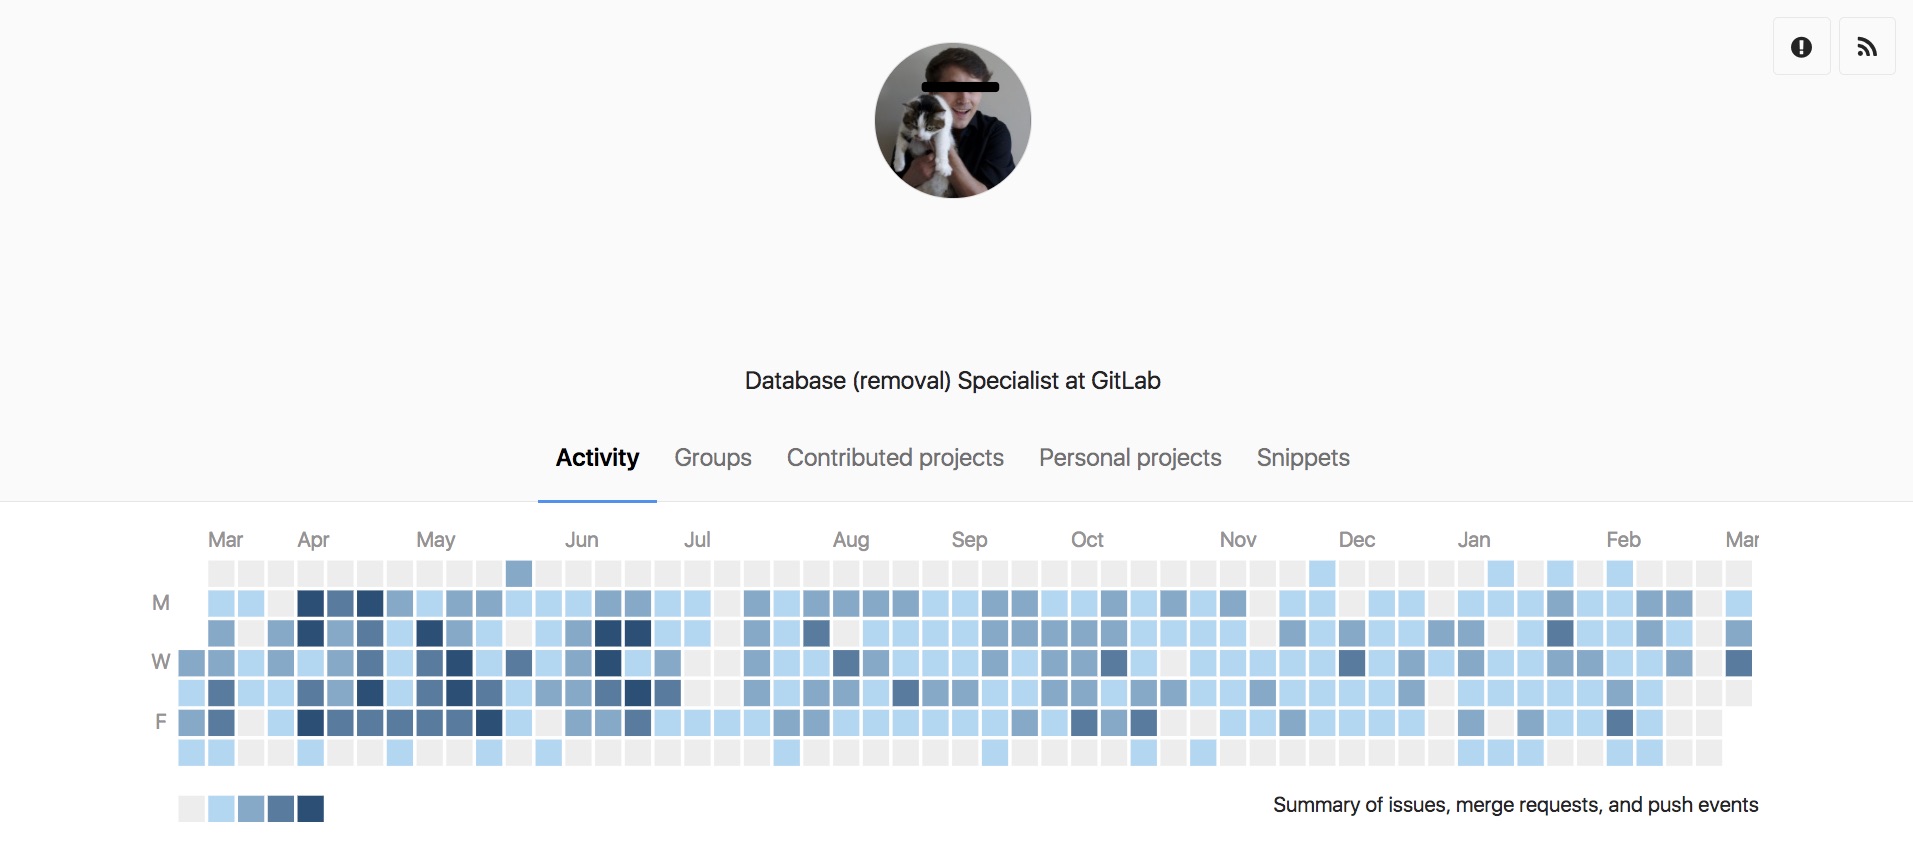 Database (removal) Specialist at GitLab
Activity Groups Contributed projects Personal projects Snippets
Mar Apr May Jun Jul Aug Sep Oct Nov Dec Jan Feb Mar
M
W
F
Summary of issues, merge requests, and push events